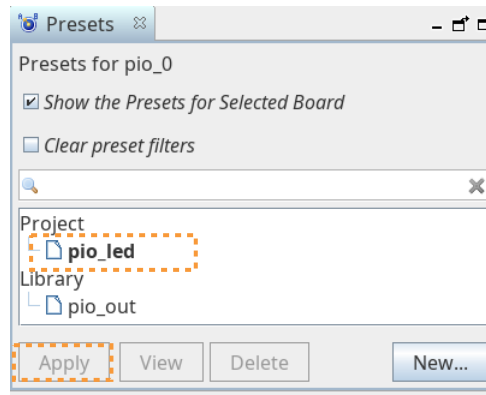 Presets
Presets for pio_0
Show the Presets for Selected Board
Clear preset filters
Project
pio_led
Library
pio_out
Apply View Delete New...